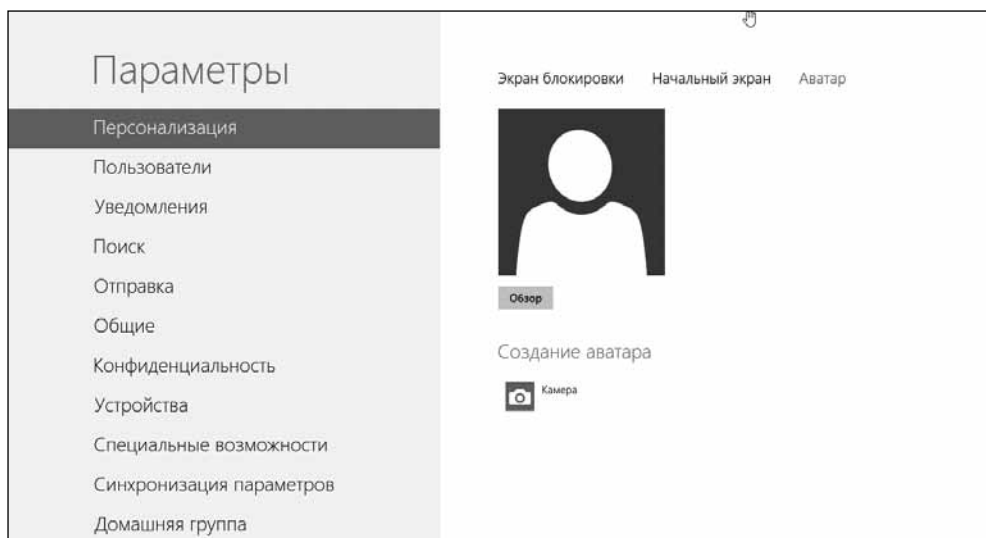 Параметры
Персонализация
Пользователи
Уведомления
Поиск
Отправка
Общие
Конфиденциальность
Устройства
Специальные возможности
Синхронизация параметров
Домашняя группа
Экран блокировки Начальный экран Аватар
Обзор
Создание аватара
Камера